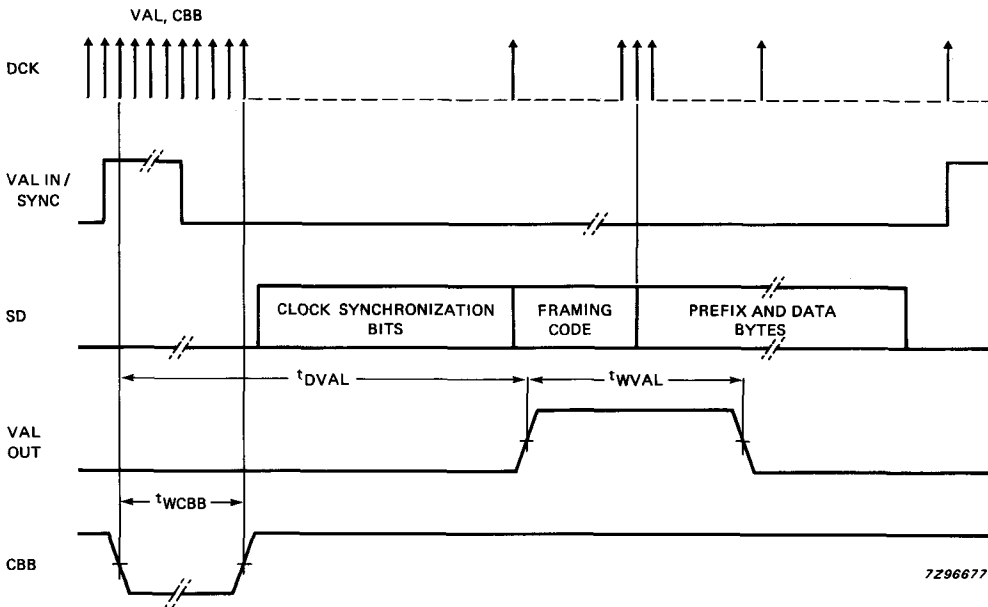 VAL, CBB
DCK
VAL IN/
SYNC
SD
CLOCK SYNCHRONIZATION
BITS
FRAMING
CODE
PREFIX AND DATA
BYTES
tDVAL
tWVAL
VAL
OUT
tWCBB
CBB
7Z96677